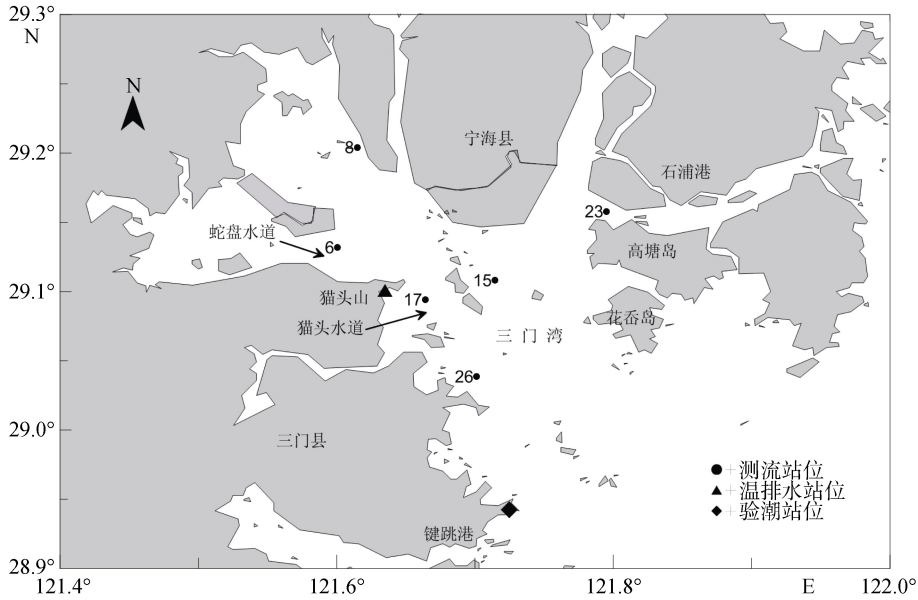 29.3°
N
N
宁海县
8
29.2°
石浦港
23
蛇盘水道
6
高塘岛
15
29.1°
猫头山
17
花岙岛
猫头水道
三门湾
26
29.0°
三门县
测流站位
温排水站位
验潮站位
键跳港
28.9°
121.4°
121.6°
121.8°
E
122.0°